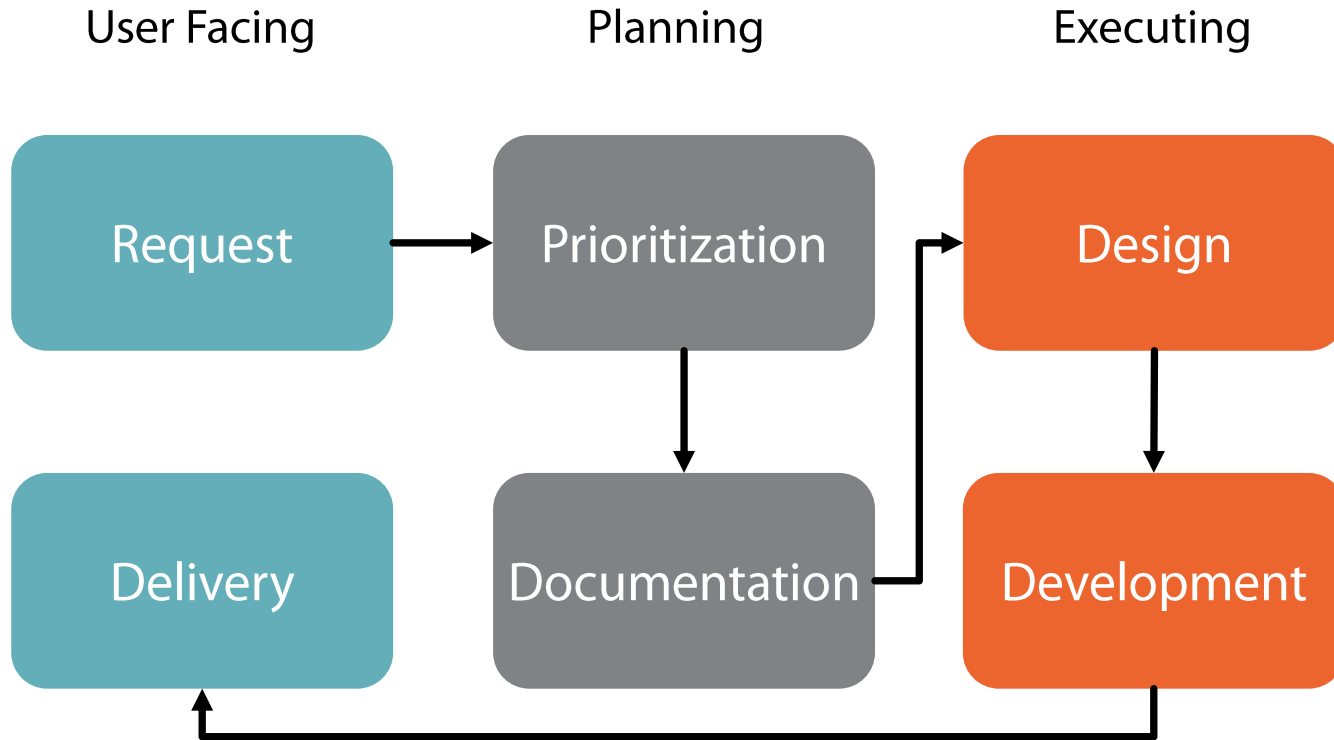 User Facing
Planning
Executing
Request
Prioritization
Design
Delivery
Documentation
Development